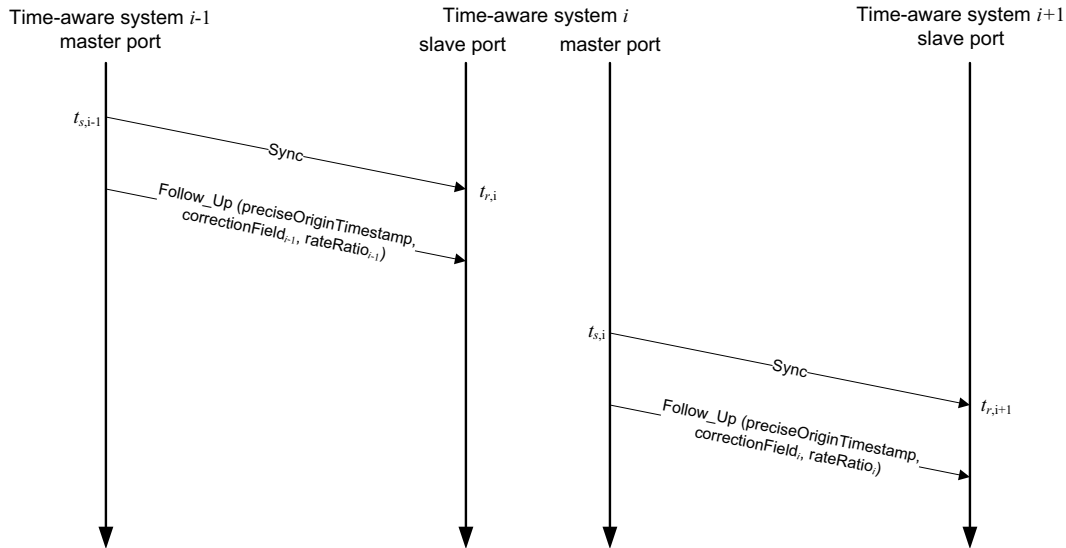 Time-aware system i-1
master port
Time-aware system i
slave port master port
Time-aware system i+1
slave port
ts,i-1
Sync
tr,i
Follow_Up (preciseOriginTimestamp,
correctionFieldi-1, rateRatioi-1)
ts,i
Sync
tr,i+1
Follow_Up (preciseOriginTimestamp,
correctionFieldi, rateRatioi)